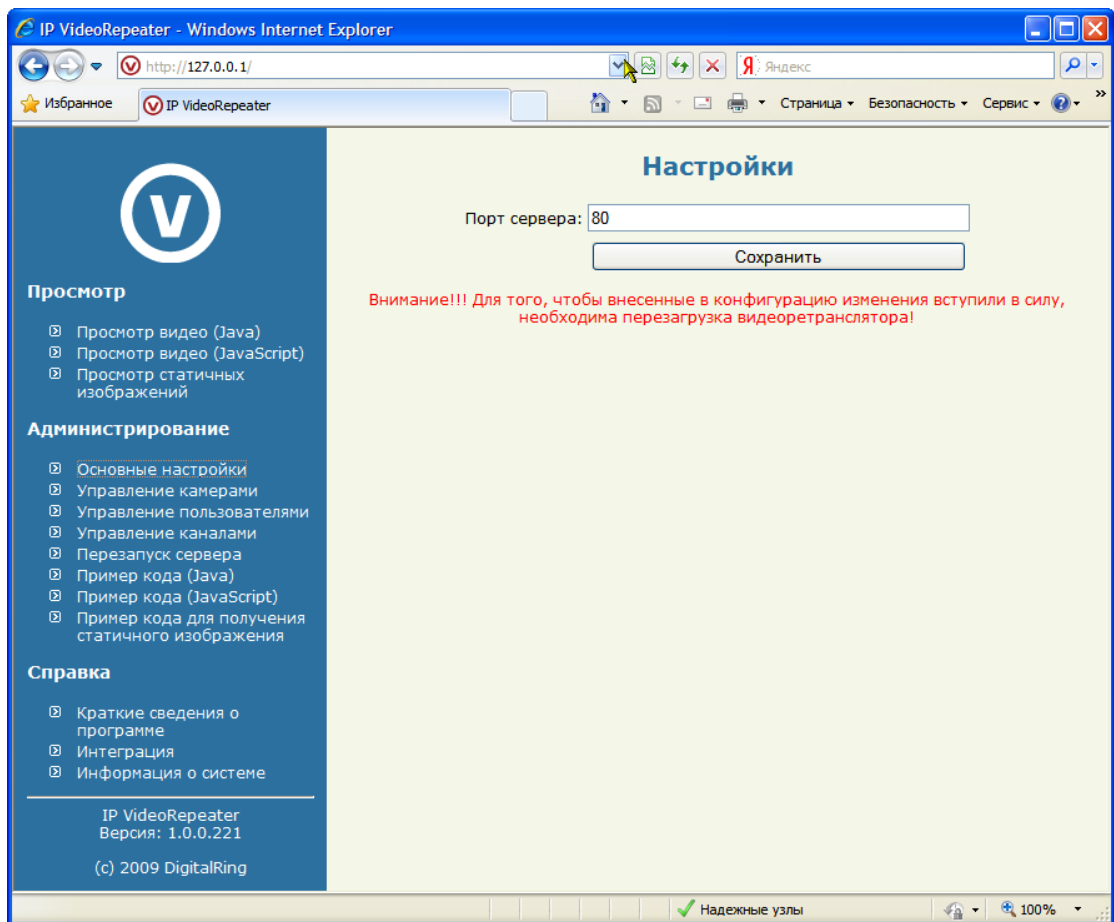 IP VideoRepeater - Windows Internet Explorer
http://127.0.0.1/
Я Яндекс
Избранное
IP VideoRepeater
Страница
Безопасность
Сервис
Настройки
Порт сервера: 80
Сохранить
Внимание!!! Для того, чтобы внесенные в конфигурацию изменения вступили в силу,
необходима перезагрузка видеоретранслятора!
V
Просмотр
Просмотр видео (Java)
Просмотр видео (JavaScript)
Просмотр статичных
изображений
Администрирование
Основные настройки
Управление камерами
Управление пользователями
Управление каналами
Перезапуск сервера
Пример кода (Java)
Пример кода (JavaScript)
Пример кода для получения
статичного изображения
Справка
Краткие сведения о
программе
Интеграция
Информация о системе
IP VideoRepeater
Версия: 1.0.0.221
(c) 2009 DigitalRing
Надежные узлы
100%